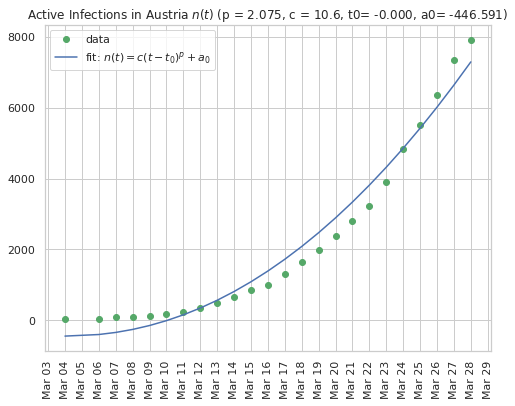 Active Infections in Austria n(t) (p = 2.075, c = 10.6, t0= -0.000, a0= -446.591)
data
fit: n(t) = c(t − t₀)ᵖ + a₀
8000
6000
4000
2000
0
Mar 03
Mar 04
Mar 05
Mar 06
Mar 07
Mar 08
Mar 09
Mar 10
Mar 11
Mar 12
Mar 13
Mar 14
Mar 15
Mar 16
Mar 17
Mar 18
Mar 19
Mar 20
Mar 21
Mar 22
Mar 23
Mar 24
Mar 25
Mar 26
Mar 27
Mar 28
Mar 29